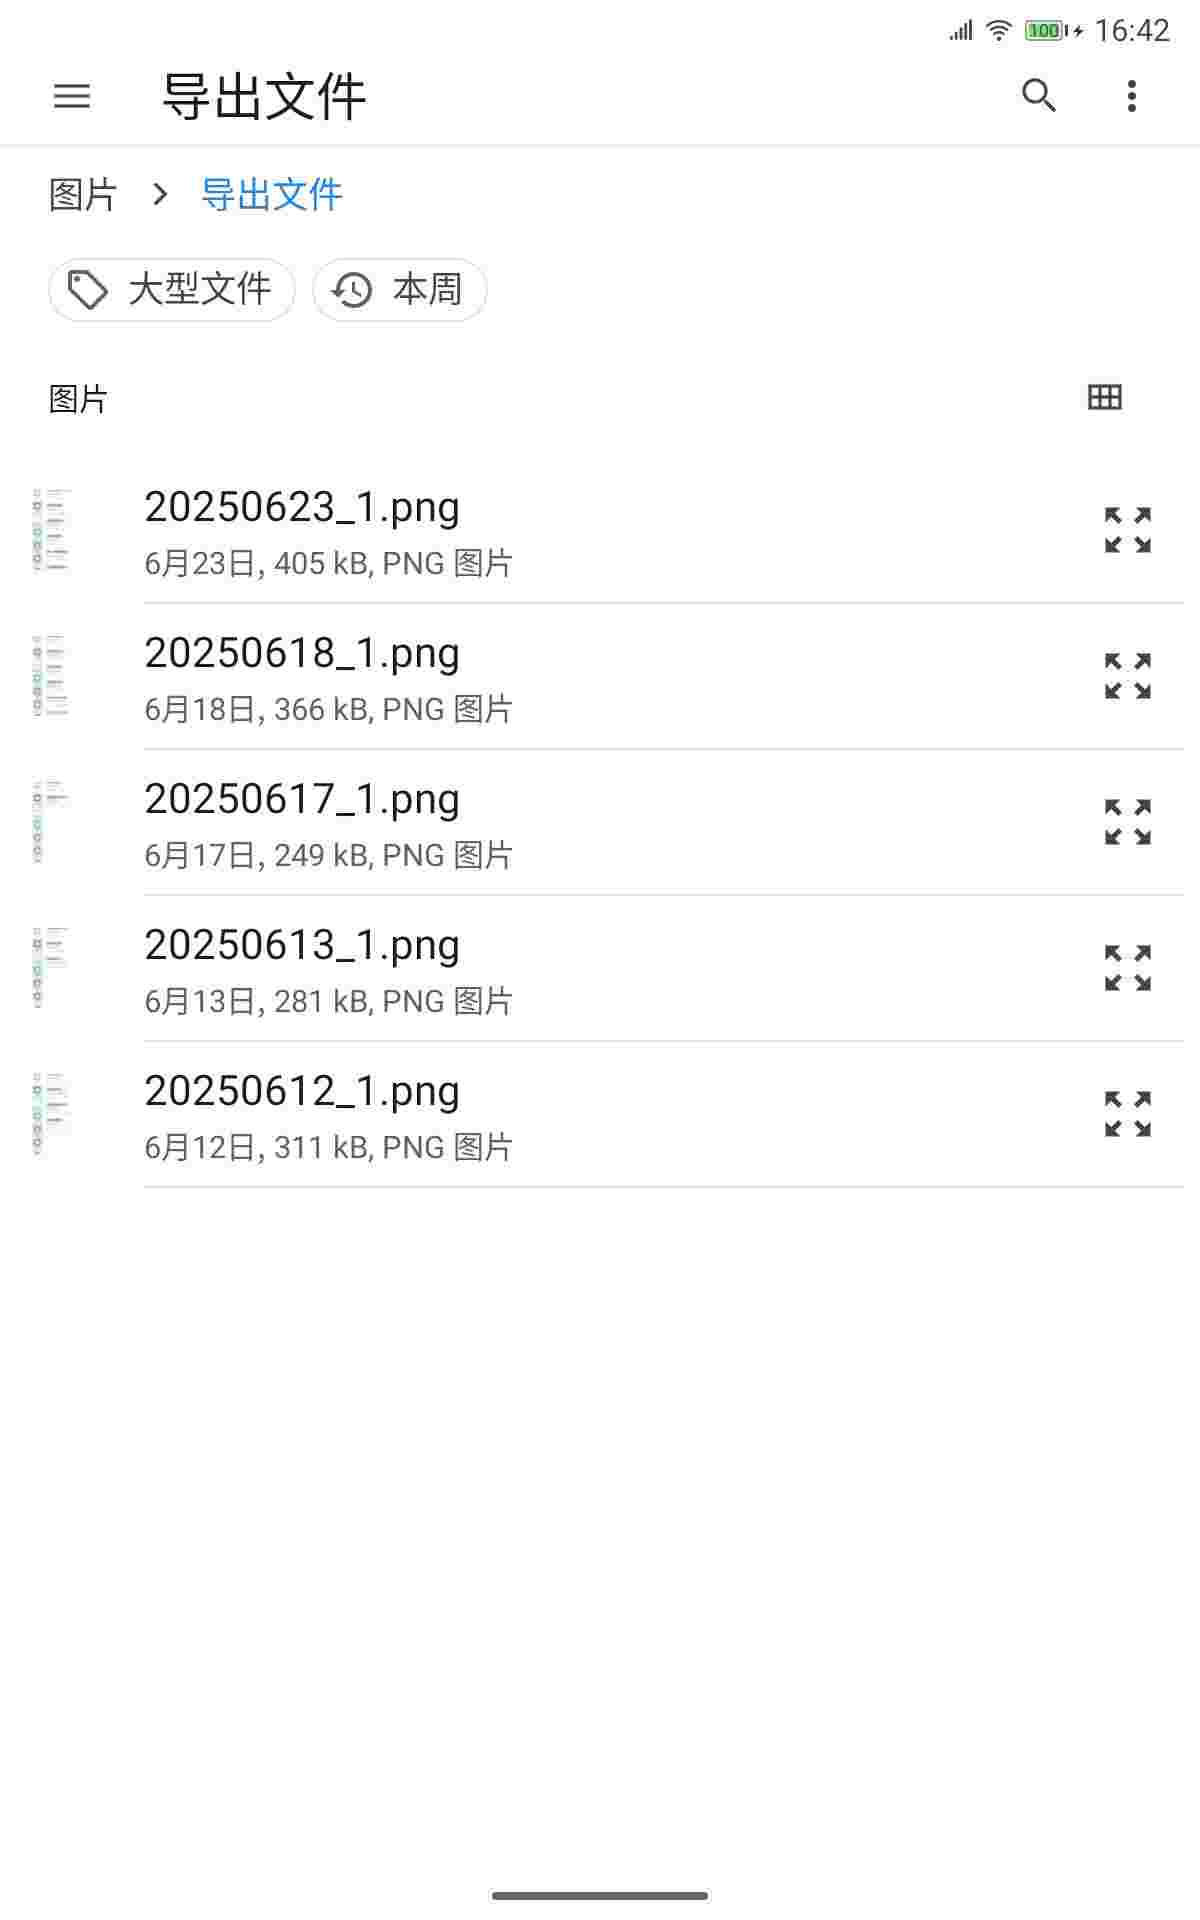 100 16:42
导出文件
图片 > 导出文件
大型文件 本周
图片
20250623_1.png
6月23日, 405 kB, PNG 图片
20250618_1.png
6月18日, 366 kB, PNG 图片
20250617_1.png
6月17日, 249 kB, PNG 图片
20250613_1.png
6月13日, 281 kB, PNG 图片
20250612_1.png
6月12日, 311 kB, PNG 图片